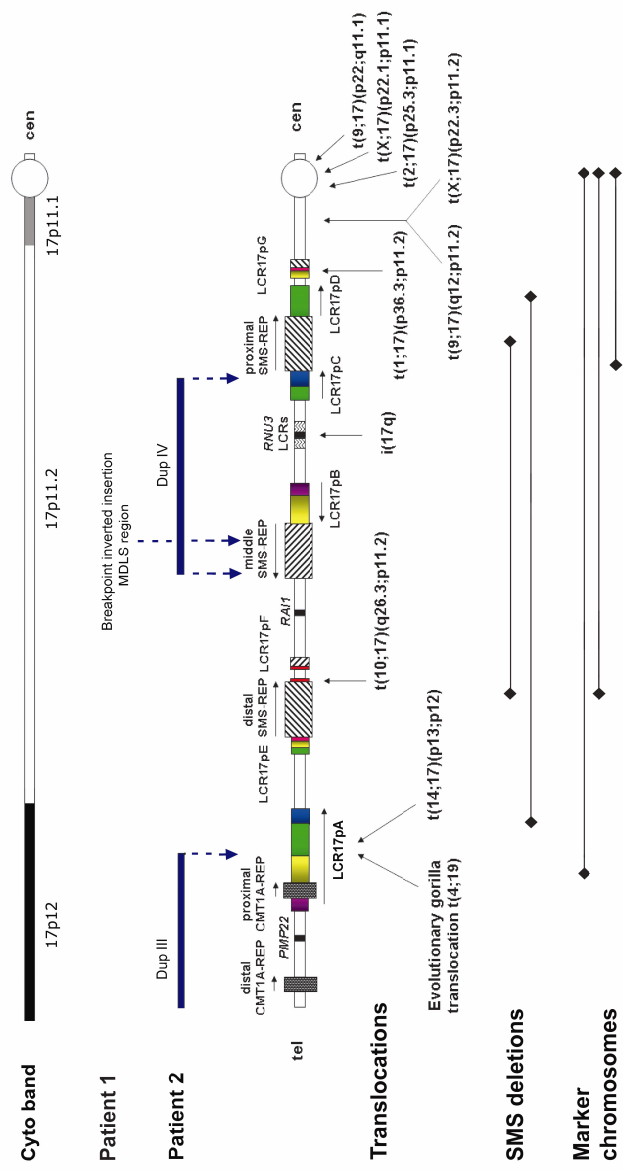 Cyto band
17p12
17p11.2
17p11.1
cen
Patient 1
Breakpoint inverted insertion
MDLS region
Patient 2
Dup III
Dup IV
tel
distal
CMT1A-REP
PMP22
proximal
CMT1A-REP
LCR17pA
LCR17pE
distal
SMS-REP
LCR17pF
RAI1
middle
SMS-REP
LCR17pB
RNU3
LCRs
LCR17pC
proximal
SMS-REP
LCR17pD
LCR17pG
cen
Translocations
Evolutionary gorilla
translocation t(4;19)
t(14;17)(p13;p12)
t(10;17)(q26.3;p11.2)
i(17q)
t(1;17)(p36.3;p11.2)
t(9;17)(q12;p11.2)
t(X;17)(p22.3;p11.2)
t(2;17)(p25.3;p11.1)
t(X;17)(p22.1;p11.1)
t(9;17)(p22;q11.1)
SMS deletions
Marker
chromosomes